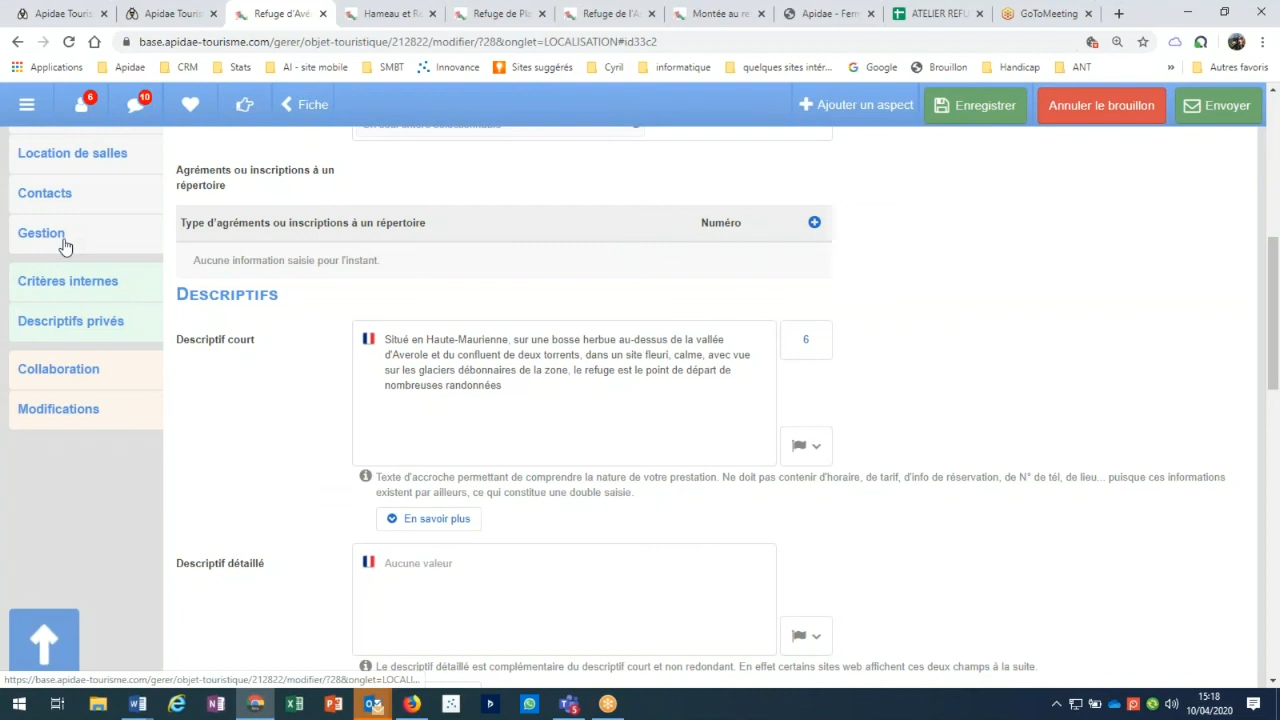 Apidae Touris
Apidae Touris
Refuge d'Avé
Hameau et Re
Refuge de Pla
Refuge de l'A
Montée au re
Apidae - Ferm
ATELIER REFU
GoToMeeting
base.apidae-tourisme.com/gerer/objet-touristique/212822/modifier/?28&onglet=LOCALISATION#id33c2
Applications
Apidae
CRM
Stats
AI - site mobile
SMBT
Innovance
Sites suggérés
Cyril
informatique
quelques sites intér...
Google
Brouillon
Handicap
ANT
»
Autres favoris
6
10
Fiche
Ajouter un aspect
Enregistrer
Annuler le brouillon
Envoyer
Location de salles
Contacts
Gestion
Critères internes
Descriptifs privés
Collaboration
Modifications
Agréments ou inscriptions à un
répertoire
Type d'agréments ou inscriptions à un répertoire
Numéro
Aucune information saisie pour l'instant.
DESCRIPTIFS
Descriptif court
Situé en Haute-Maurienne, sur une bosse herbue au-dessus de la vallée
d'Averole et du confluent de deux torrents, dans un site fleuri, calme, avec vue
sur les glaciers débonnaires de la zone, le refuge est le point de départ de
nombreuses randonnées
6
Texte d'accroche permettant de comprendre la nature de votre prestation. Ne doit pas contenir d'horaire, de tarif, d'info de réservation, de N° de tél, de lieu... puisque ces informations
existent par ailleurs, ce qui constitue une double saisie.
En savoir plus
Descriptif détaillé
Aucune valeur
Le descriptif détaillé est complémentaire du descriptif court et non redondant. En effet certains sites web affichent ces deux champs à la suite.
https://base.apidae-tourisme.com/gerer/objet-touristique/212822/modifier/?28&onglet=LOCALI...
15:18
10/04/2020